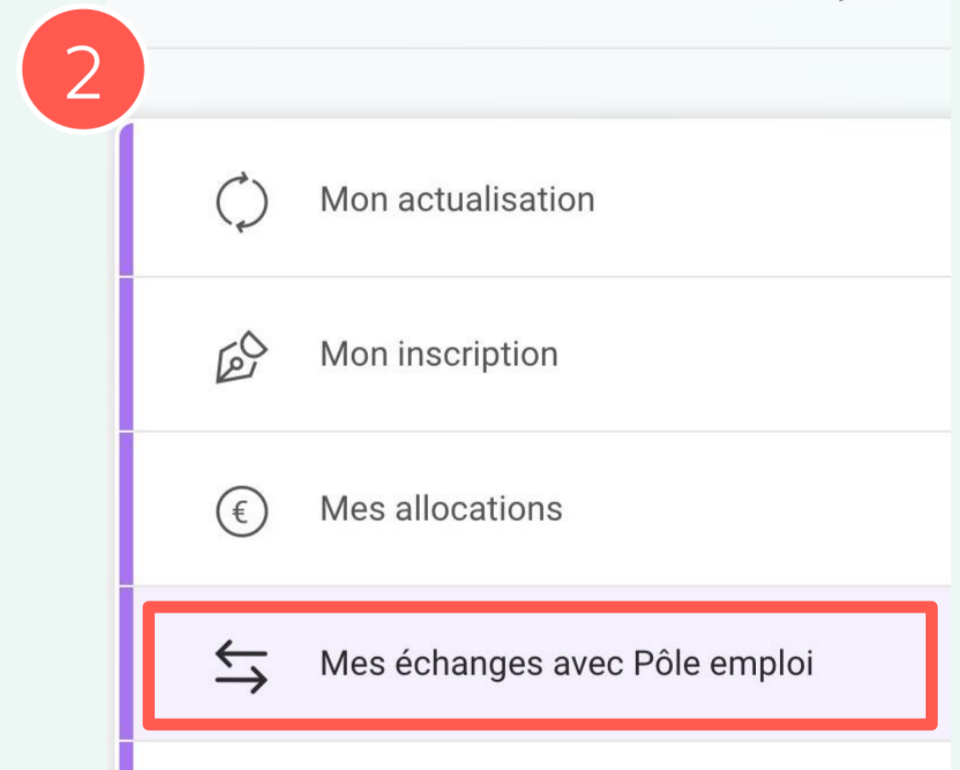 2
Mon actualisation
Mon inscription
€
Mes allocations
Mes échanges avec Pôle emploi